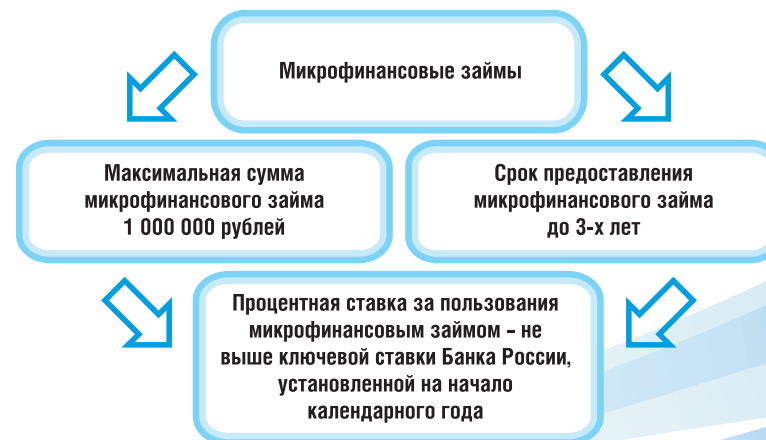 Микрофинансовые займы
Максимальная сумма
микрофинансового займа
1 000 000 рублей
Срок предоставления
микрофинансового займа
до 3-х лет
Процентная ставка за пользования
микрофинансовым займом – не
выше ключевой ставки Банка России,
установленной на начало
календарного года